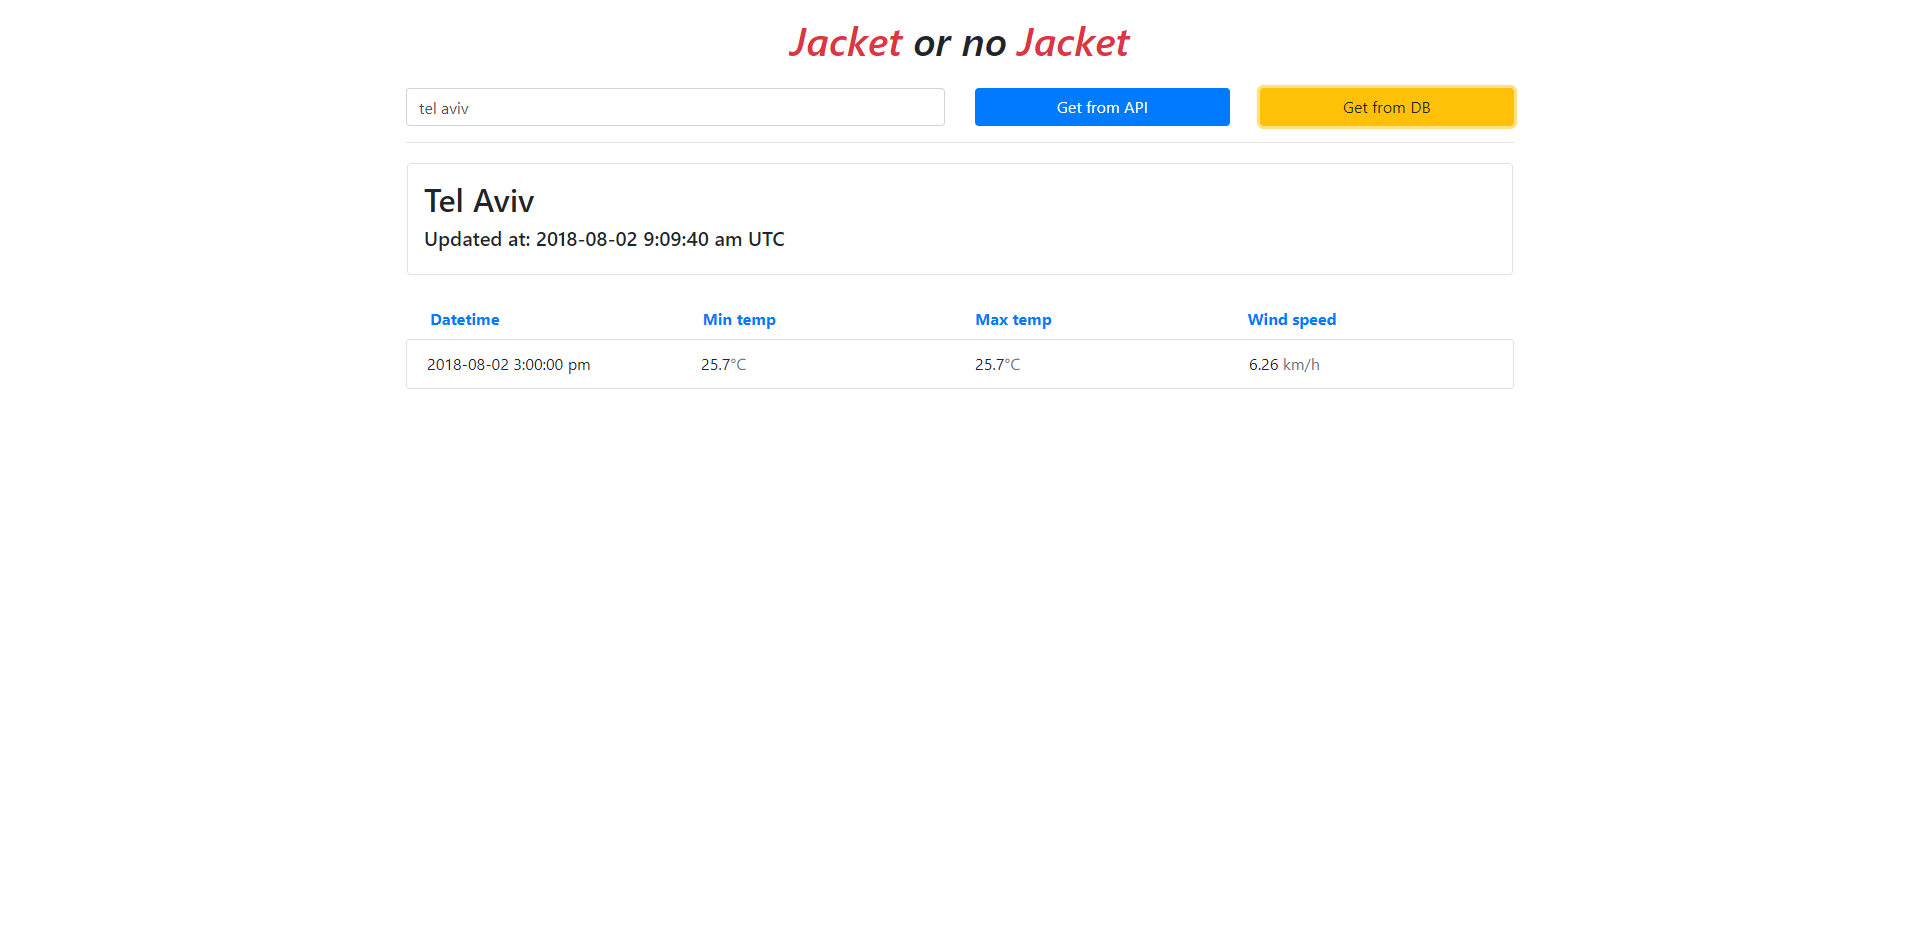 Jacket or no Jacket
tel aviv Get from API Get from DB
Tel Aviv
Updated at: 2018-08-02 9:09:40 am UTC
Datetime Min temp Max temp Wind speed
2018-08-02 3:00:00 pm 25.7°C 25.7°C 6.26 km/h